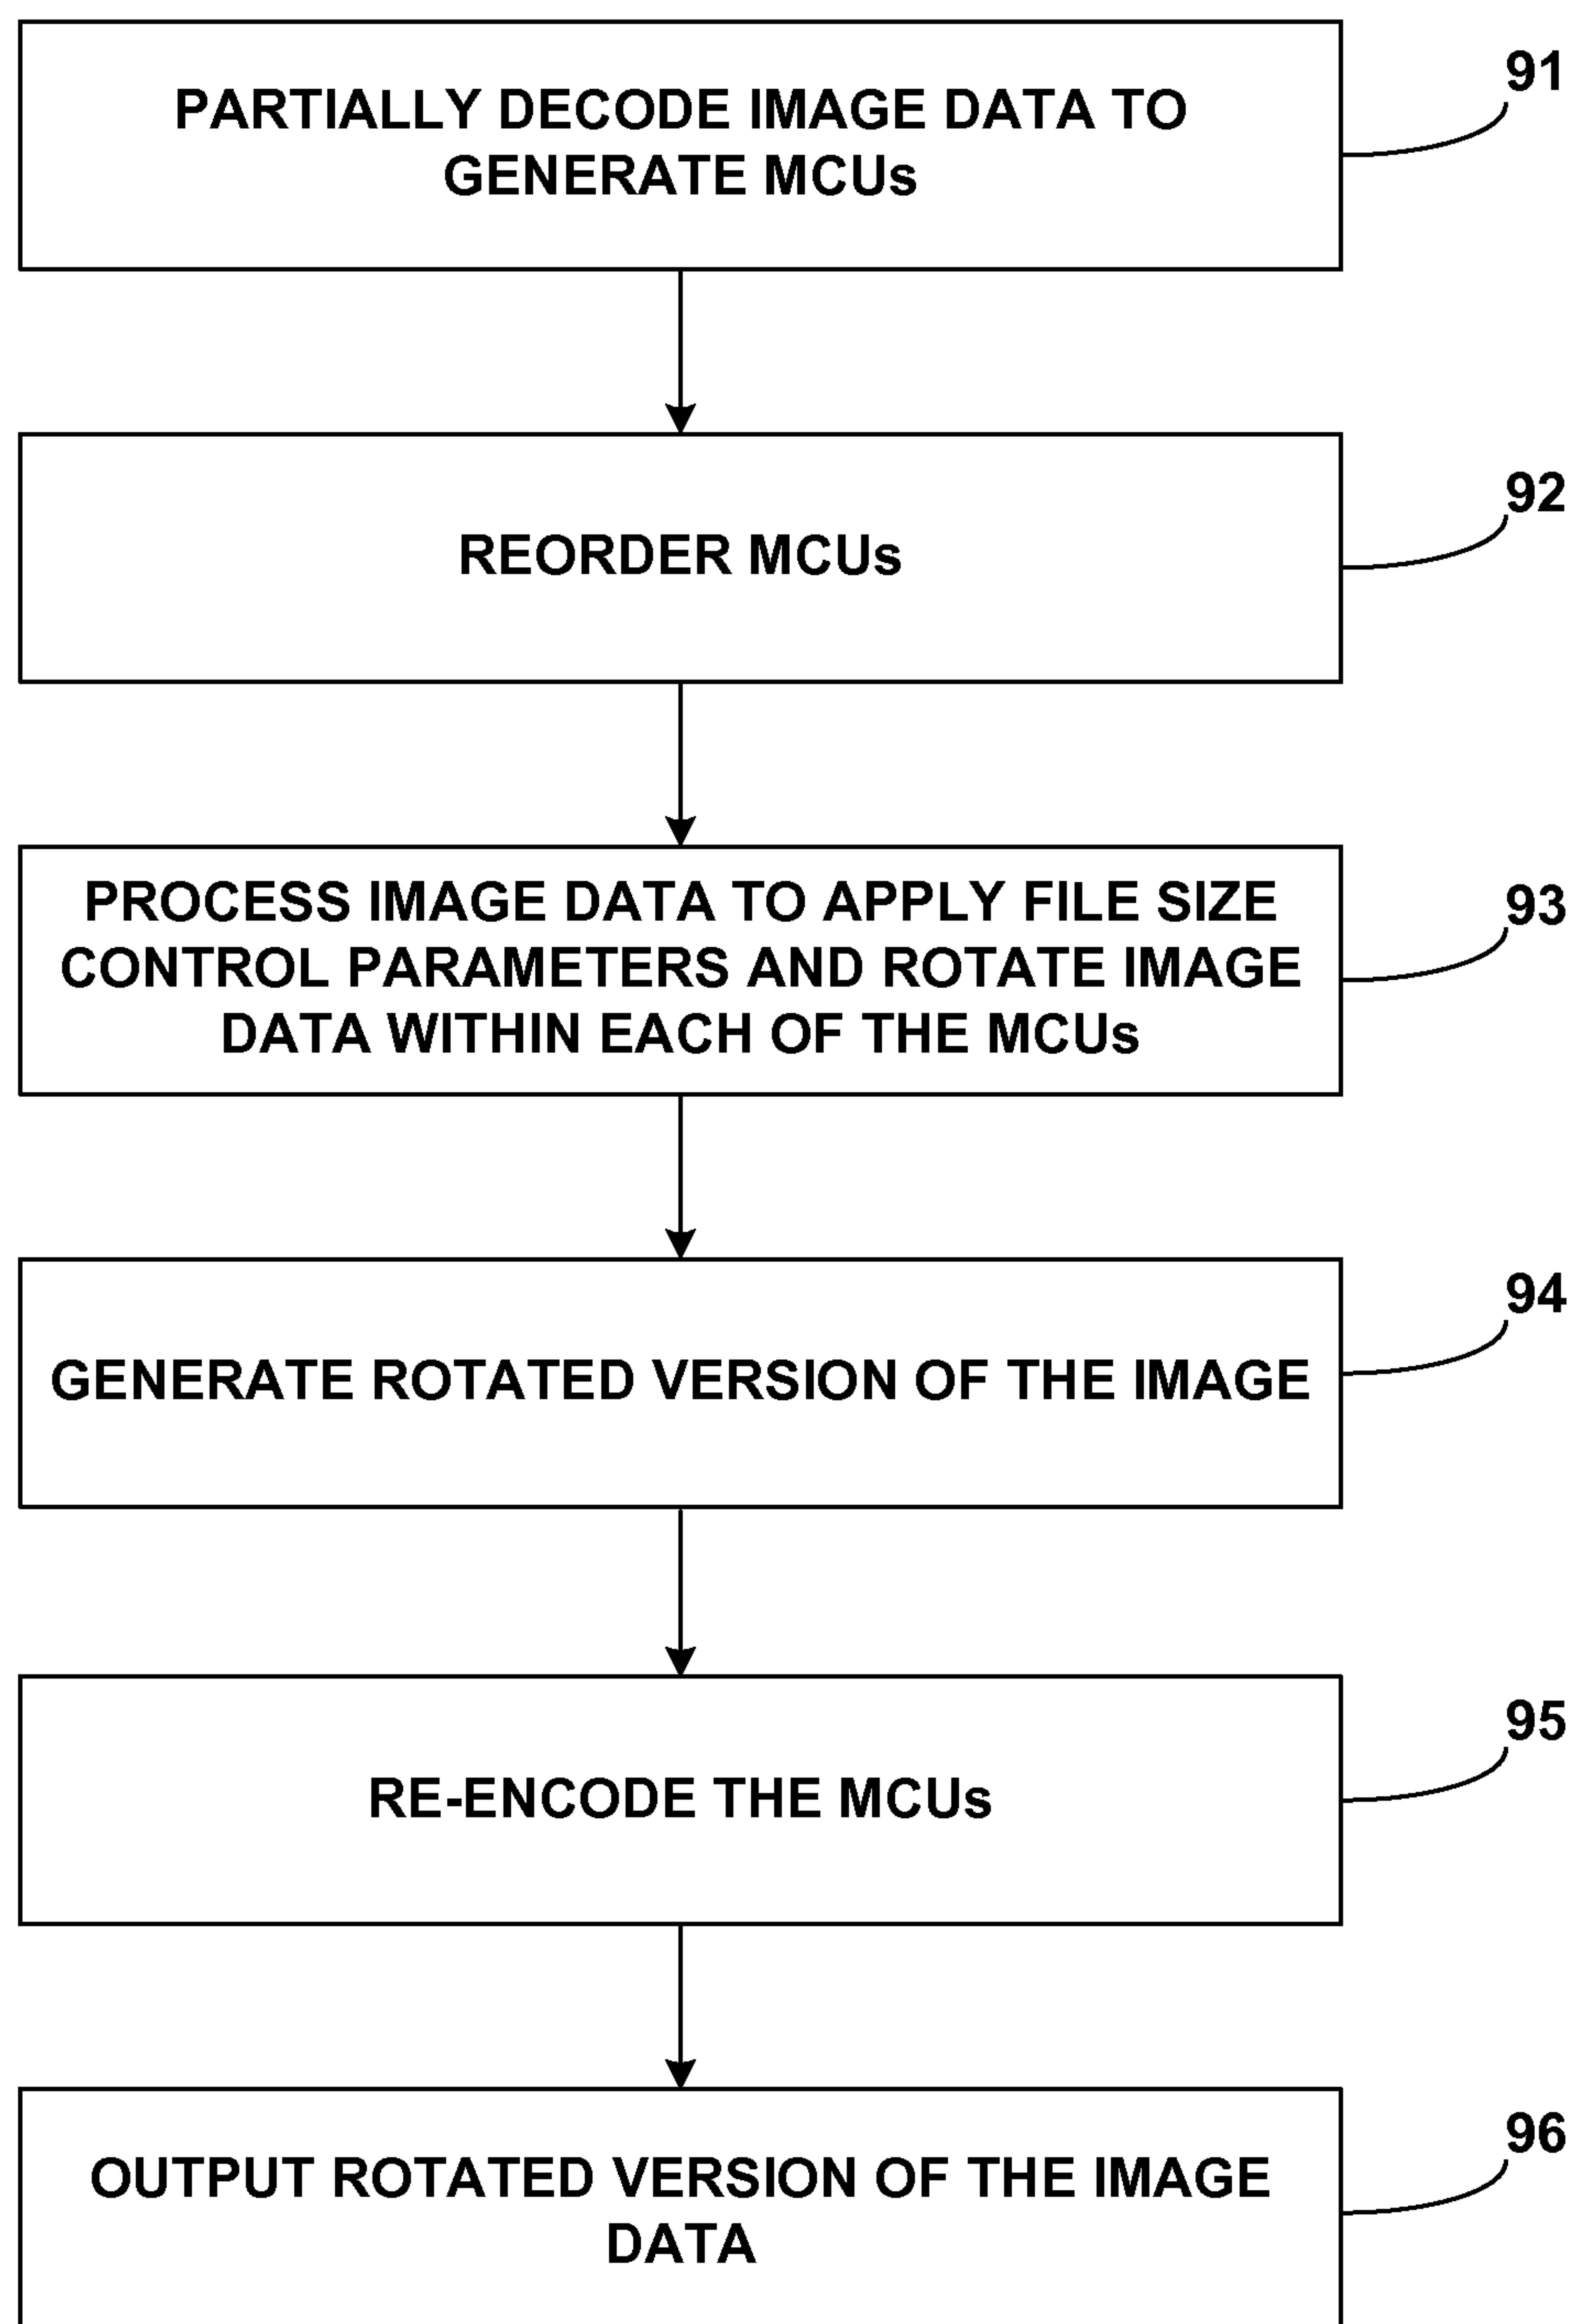 PARTIALLY DECODE IMAGE DATA TO
GENERATE MCUs
91
REORDER MCUs
92
PROCESS IMAGE DATA TO APPLY FILE SIZE
CONTROL PARAMETERS AND ROTATE IMAGE
DATA WITHIN EACH OF THE MCUs
93
GENERATE ROTATED VERSION OF THE IMAGE
94
RE-ENCODE THE MCUs
95
OUTPUT ROTATED VERSION OF THE IMAGE
DATA
96